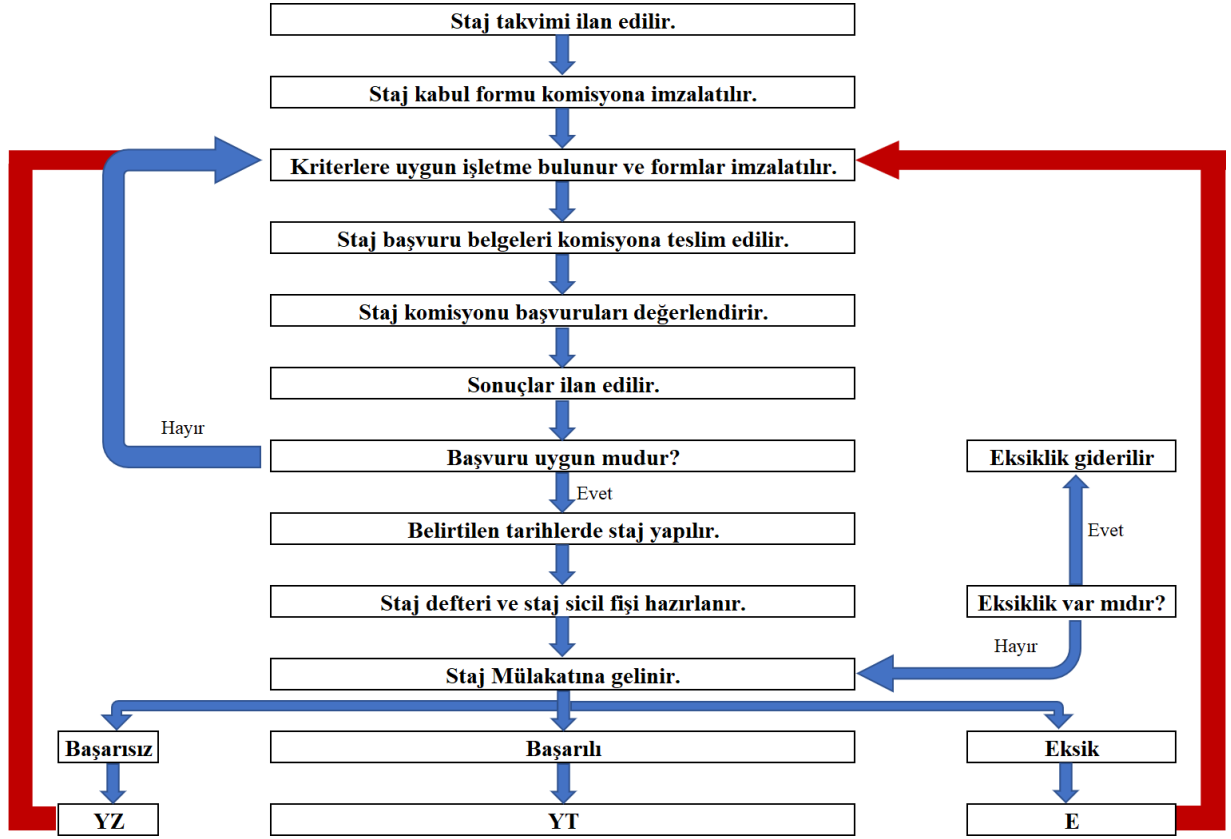 Staj takvimi ilan edilir.
Staj kabul formu komisyona imzalatılır.
Kriterlere uygun işletme bulunur ve formlar imzalatılır.
Staj başvuru belgeleri komisyona teslim edilir.
Staj komisyonu başvuruları değerlendirir.
Sonuçlar ilan edilir.
Hayır
Başvuru uygun mudur?
Eksiklik giderilir
Evet
Belirtilen tarihlerde staj yapılır.
Evet
Staj defteri ve staj sicil fişi hazırlanır.
Eksiklik var mıdır?
Hayır
Staj Mülakatına gelinir.
Başarısız
Başarılı
Eksik
YZ
YT
E